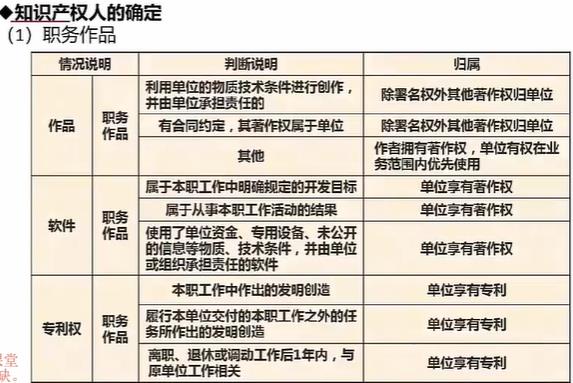 ◆知识产权人的确定
（1）职务作品
情况说明 判断说明 归属
作品 职务作品 利用单位的物质技术条件进行创作，
并由单位承担责任的 除署名权外其他著作权归单位
有合同约定，其著作权属于单位 除署名权外其他著作权归单位
其他 作者拥有著作权，单位有权在业
务范围内优先使用
软件 职务作品 属于本职工作中明确规定的开发目标 单位享有著作权
属于从事本职工作活动的结果 单位享有著作权
使用了单位资金、专用设备、未公开
的信息等物质、技术条件，并由单位
或组织承担责任的软件 单位享有著作权
专利权 职务作品 本职工作中作出的发明创造 单位享有专利
履行本单位交付的本职工作之外的任
务所作出的发明创造 单位享有专利
离职、退休或调动工作后1年内，与
原单位工作相关 单位享有专利
堂
缺。